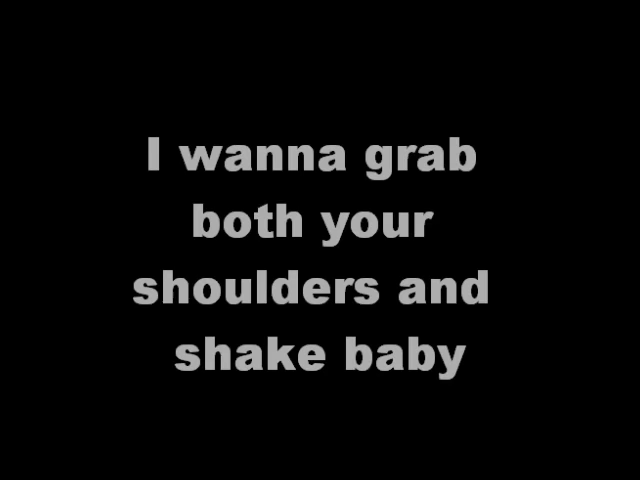 I wanna grab
both your
shoulders and
shake baby